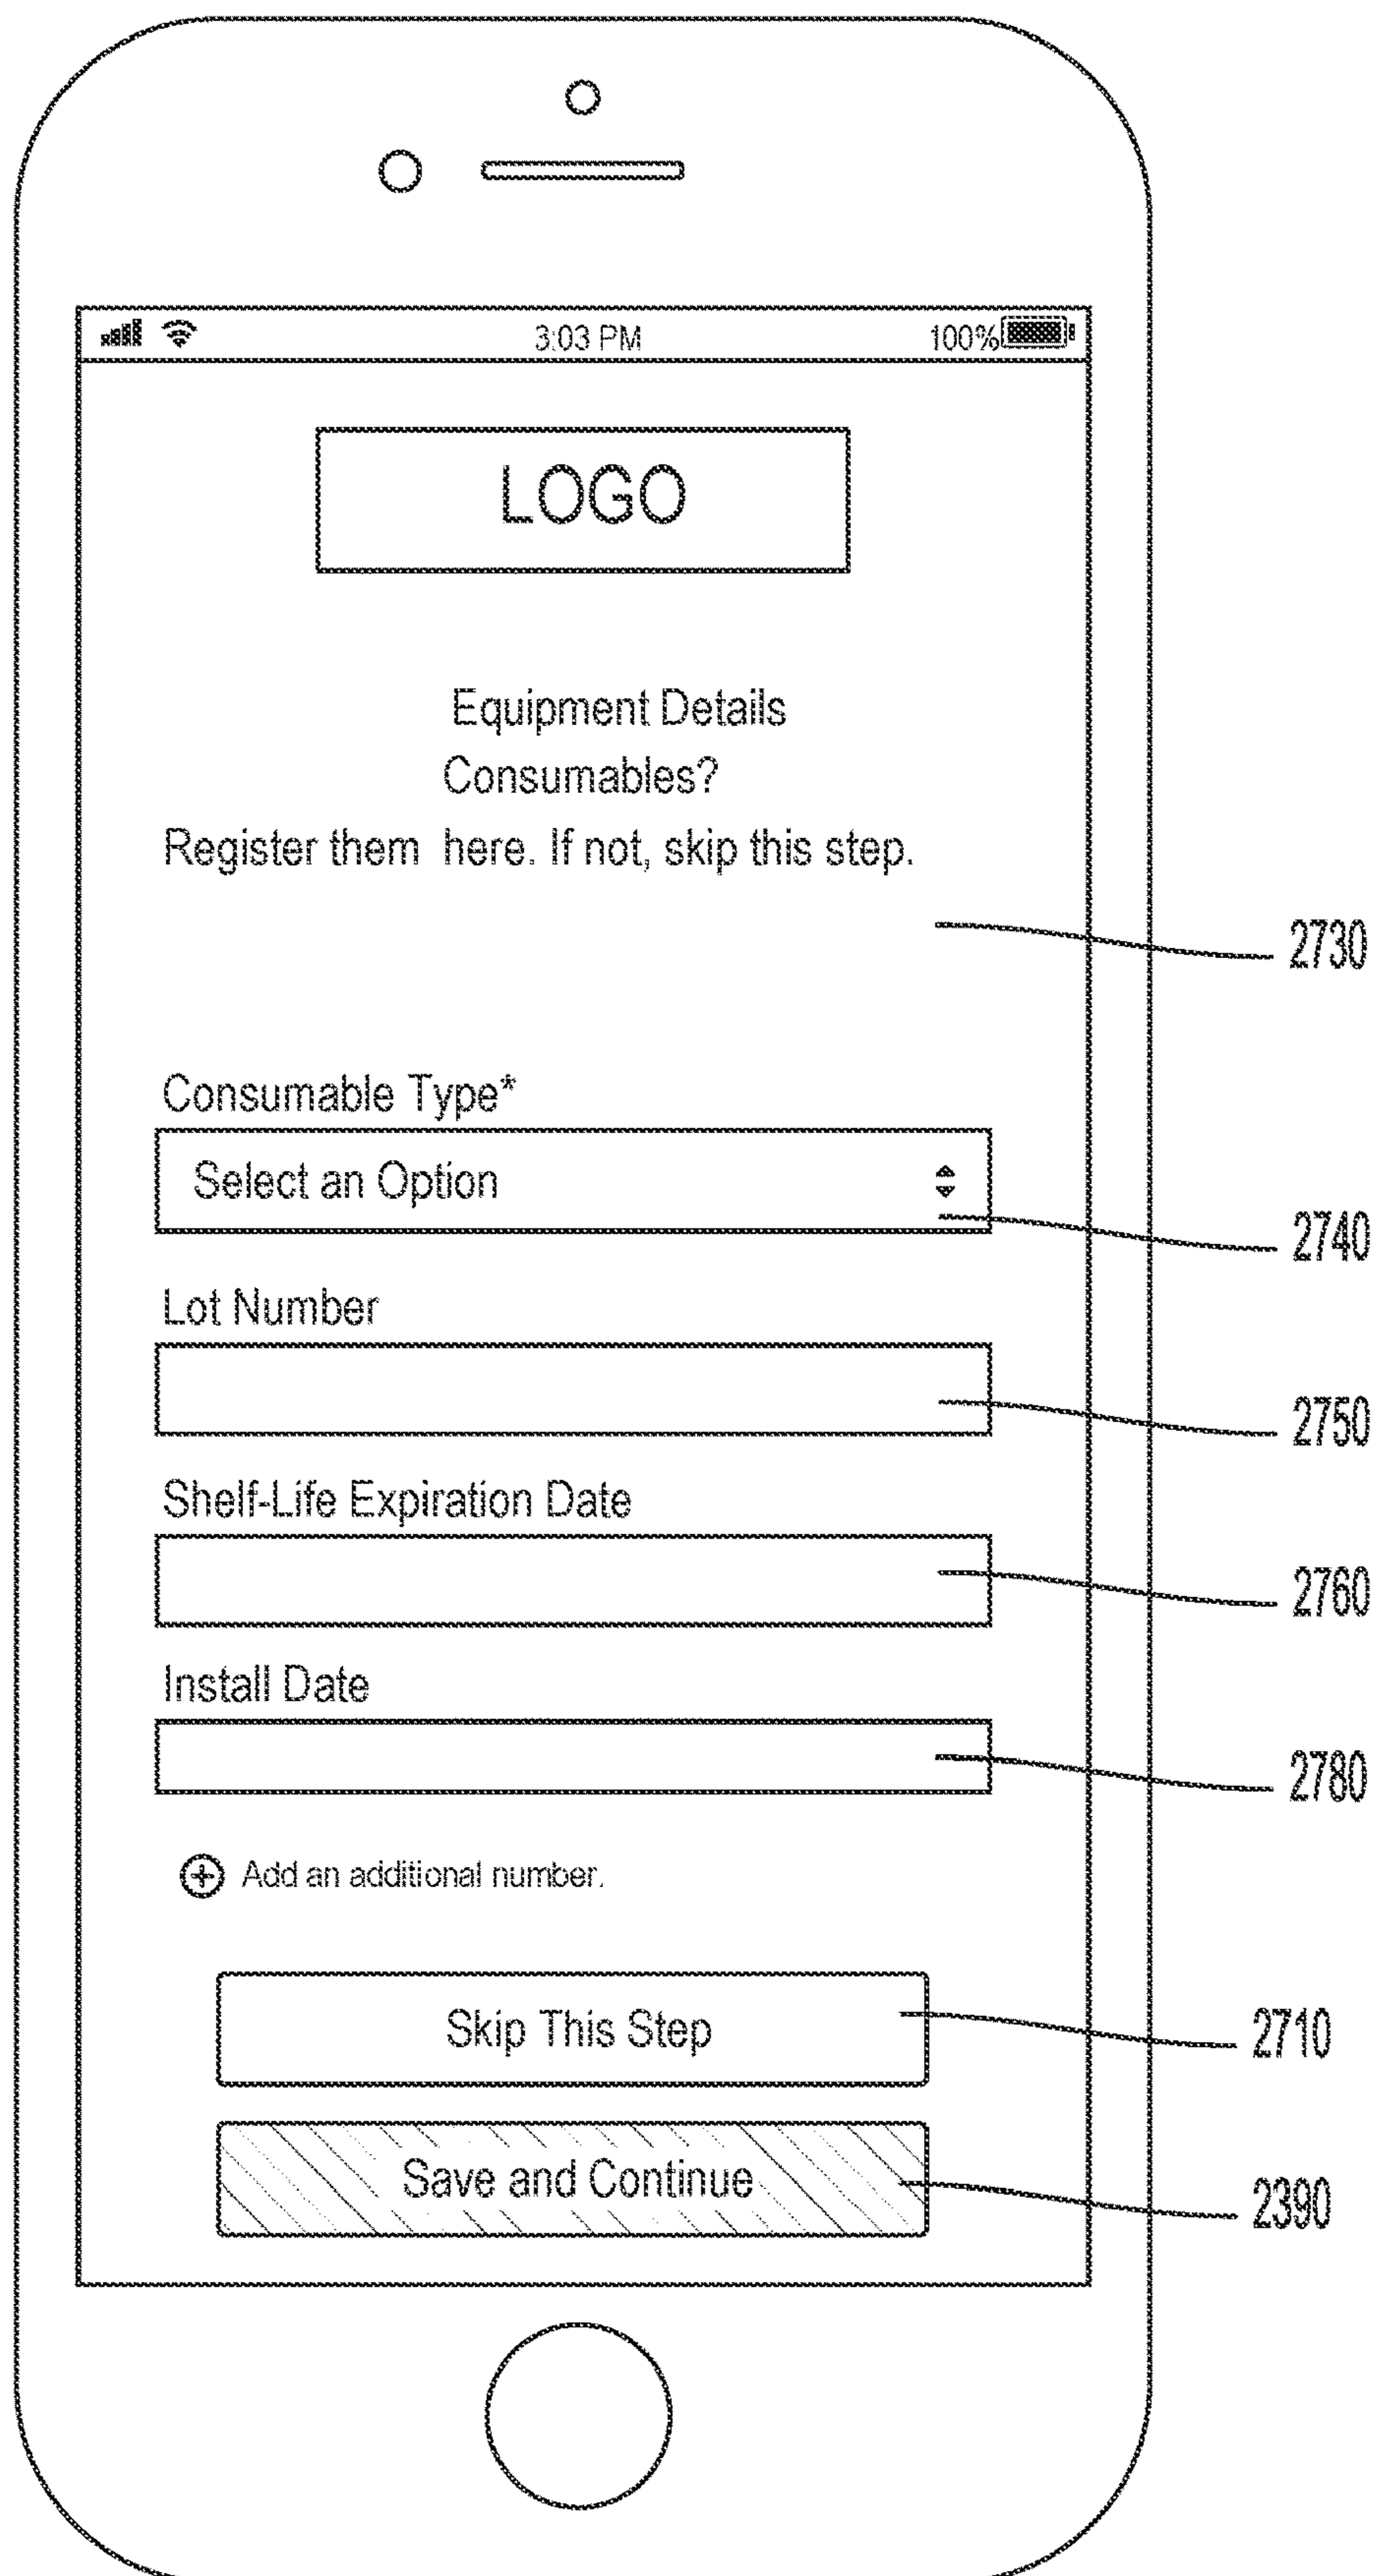 3:03 PM 100%
LOGO
Equipment Details
Consumables?
Register them here. If not, skip this step.
2730
Consumable Type*
Select an Option
2740
Lot Number
2750
Shelf-Life Expiration Date
2760
Install Date
2780
Add an additional number.
Skip This Step
2710
Save and Continue
2390